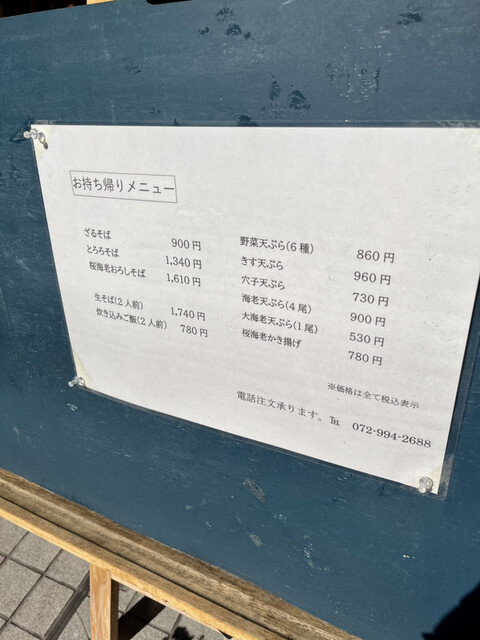 お持ち帰りメニュー
ざるそば 900円
とろろそば 1,340円
桜海老おろしそば 1,610円
生そば(2人前) 1,740円
炊き込みご飯(2人前) 780円
野菜天ぷら(6種) 860円
きす天ぷら 960円
穴子天ぷら 730円
海老天ぷら(4尾) 900円
大海老天ぷら(1尾) 530円
桜海老かき揚げ 780円
※価格は全て税込表示
電話注文承ります。℡ 072-994-2688